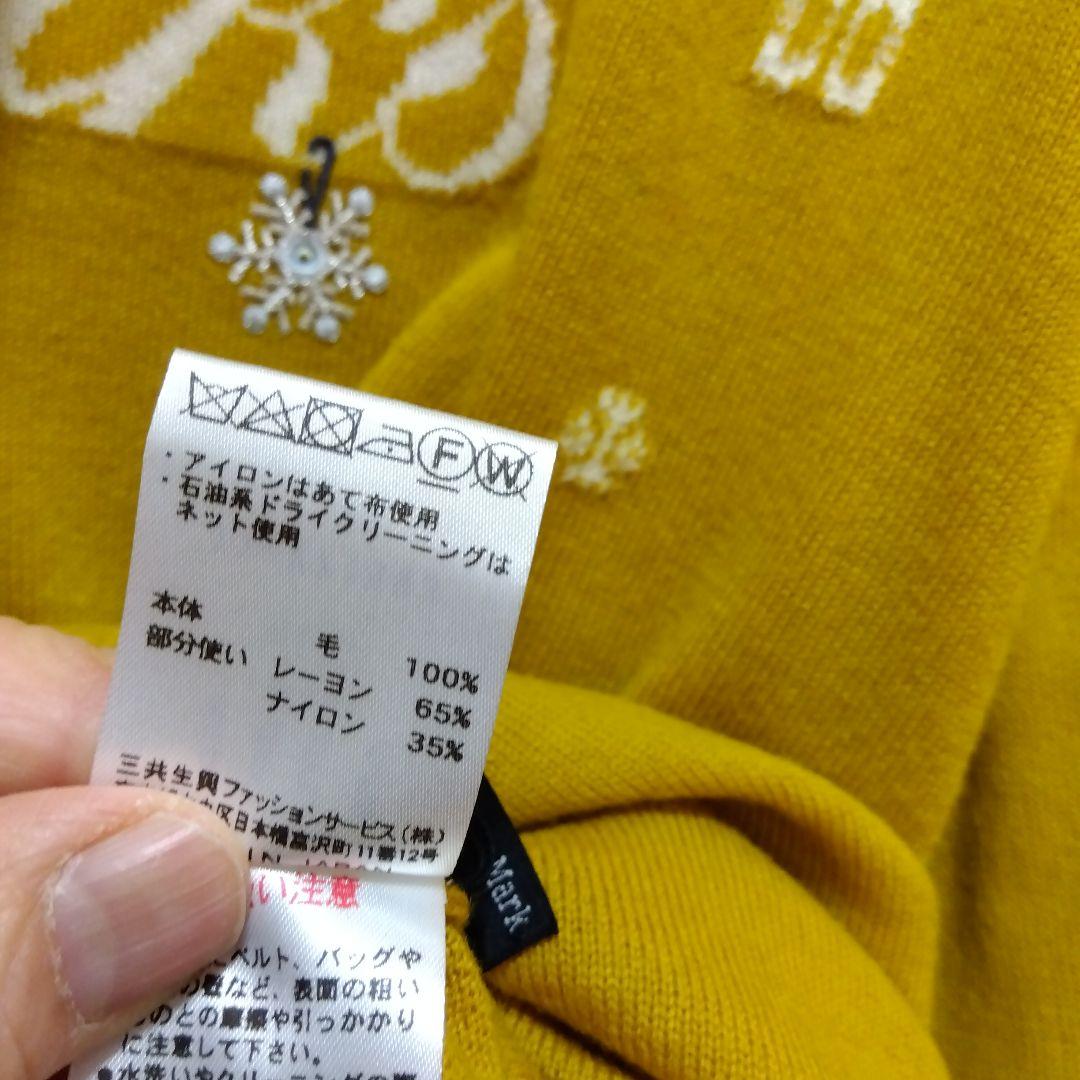 F W
・アイロンはあて布使用
・石油系ドライクリーニングは
ネット使用
本体 毛 100%
部分使い レーヨン 65%
ナイロン 35%
三共生興ファッションサービス(株)
区日本橋富沢町11番12号
IN JAPAN
い注意
ベルト、バッグや
の壁など、表面の粗い
のとの摩擦や引っかかり
に注意して下さい。
Mark